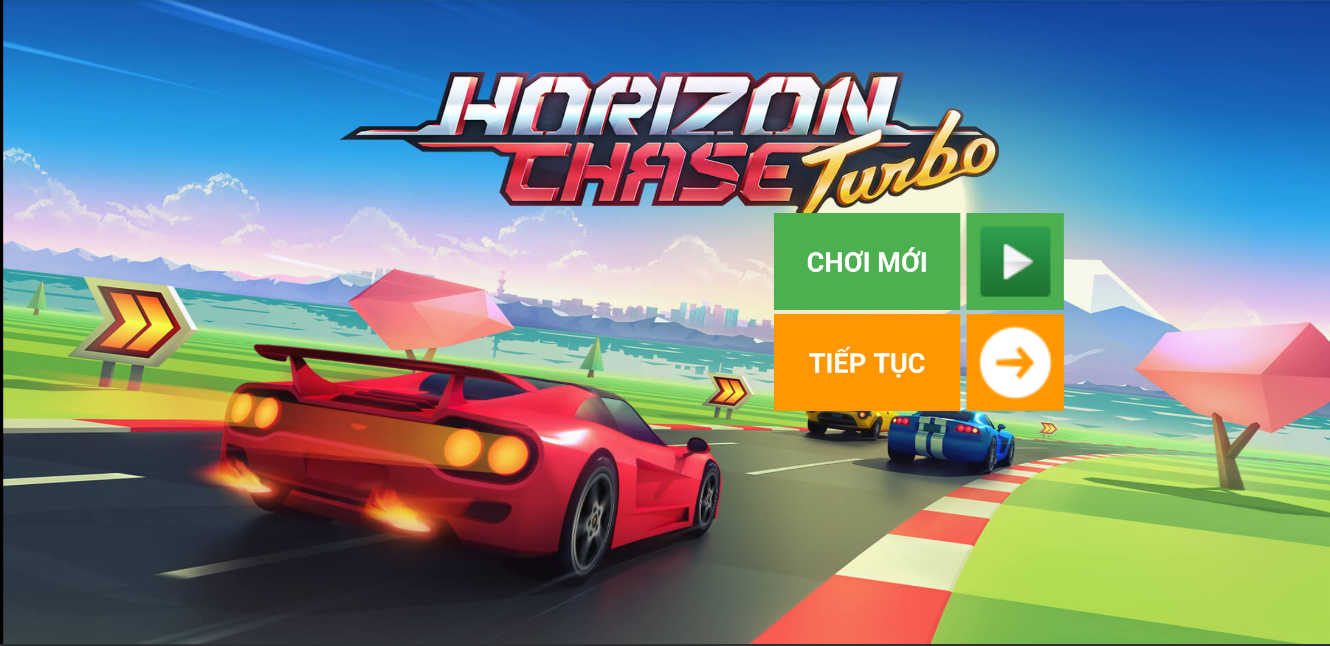 HORIZON
CHASE Turbo
CHƠI MỚI
TIẾP TỤC